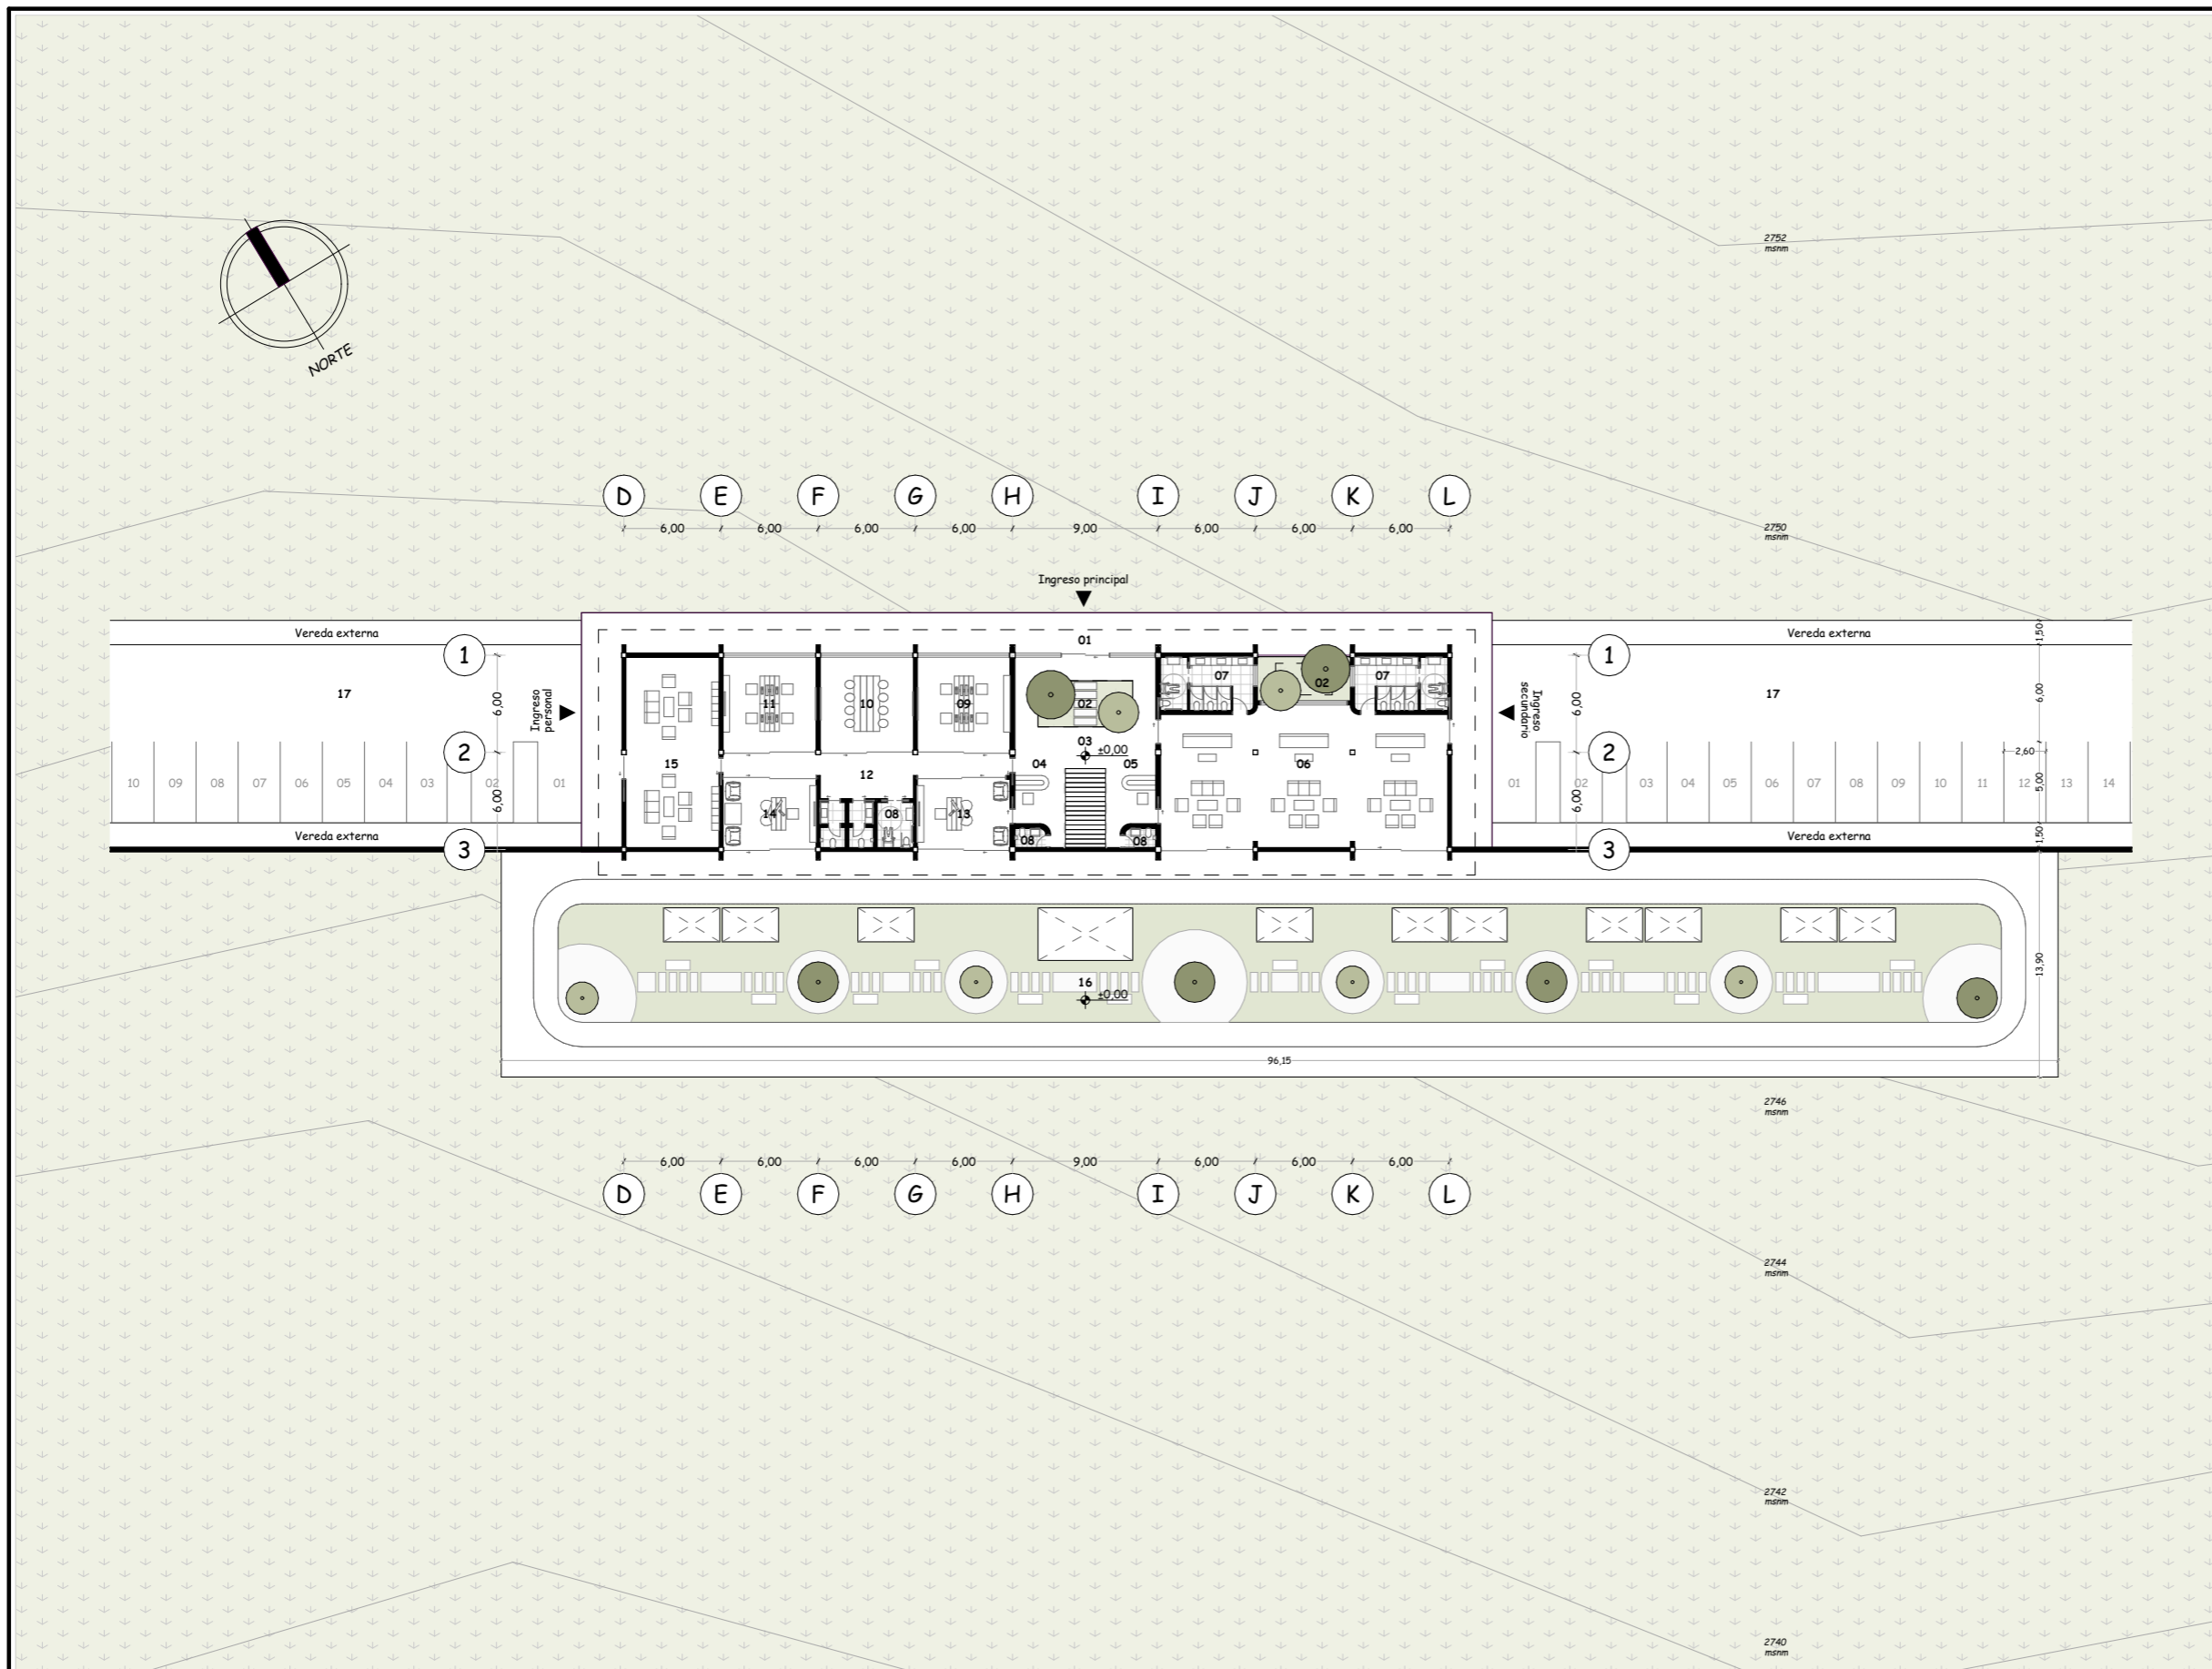 NORTE
2752
msnm
2750
msnm
D E F G H I J K L
6,00 6,00 6,00 6,00 9,00 6,00 6,00 6,00
Ingreso principal
Vereda externa
Vereda externa
1
01
1
1,50
17
Ingreso
personal
6,00
11
10
09
02
07
02
07
Ingreso
secundario
6,00
17
6,00
2
03
±0,00
2
2,60
15
12
04
05
06
10 09 08 07 06 05 04 03 02 01
01 02 03 04 05 06 07 08 09 10 11 12 13 14
6,00
14
08
13
6,00
5,00
Vereda externa
08
08
Vereda externa
1,50
3
3
13,90
16
±0,00
96,15
2746
msnm
6,00 6,00 6,00 6,00 9,00 6,00 6,00 6,00
D E F G H I J K L
2744
msnm
2742
msnm
2740
msnm